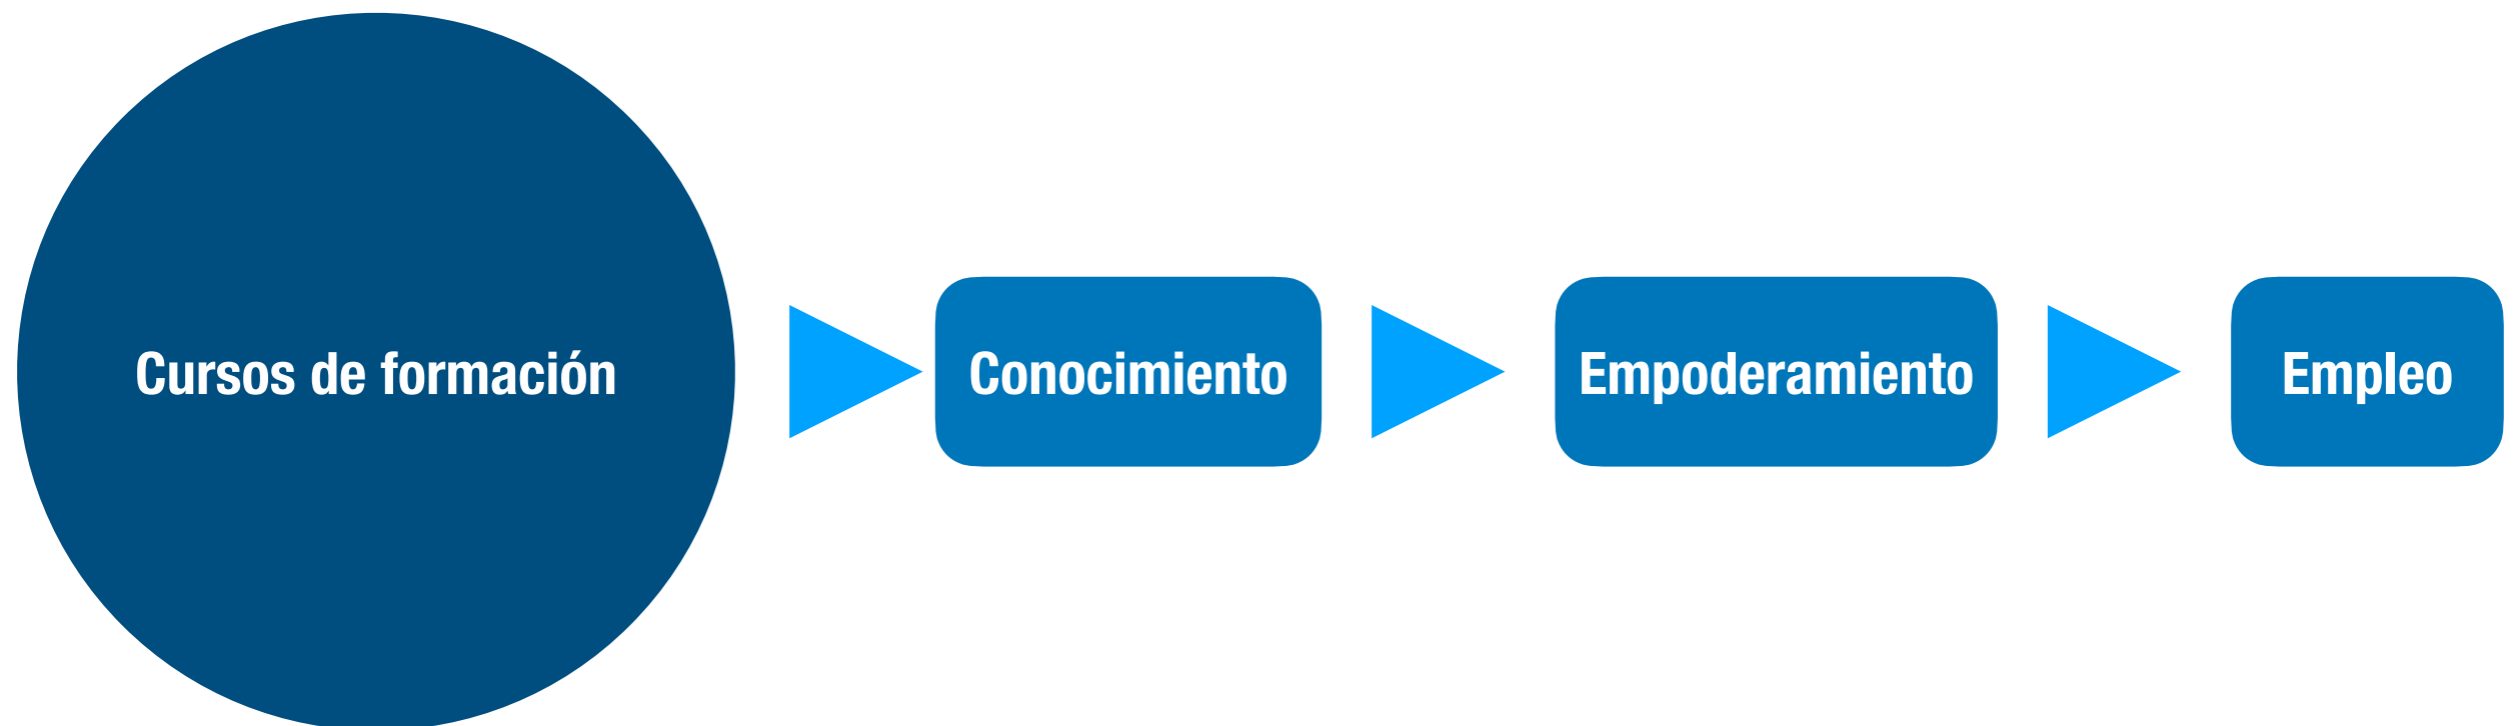 Cursos de formación
Conocimiento
Empoderamiento
Empleo